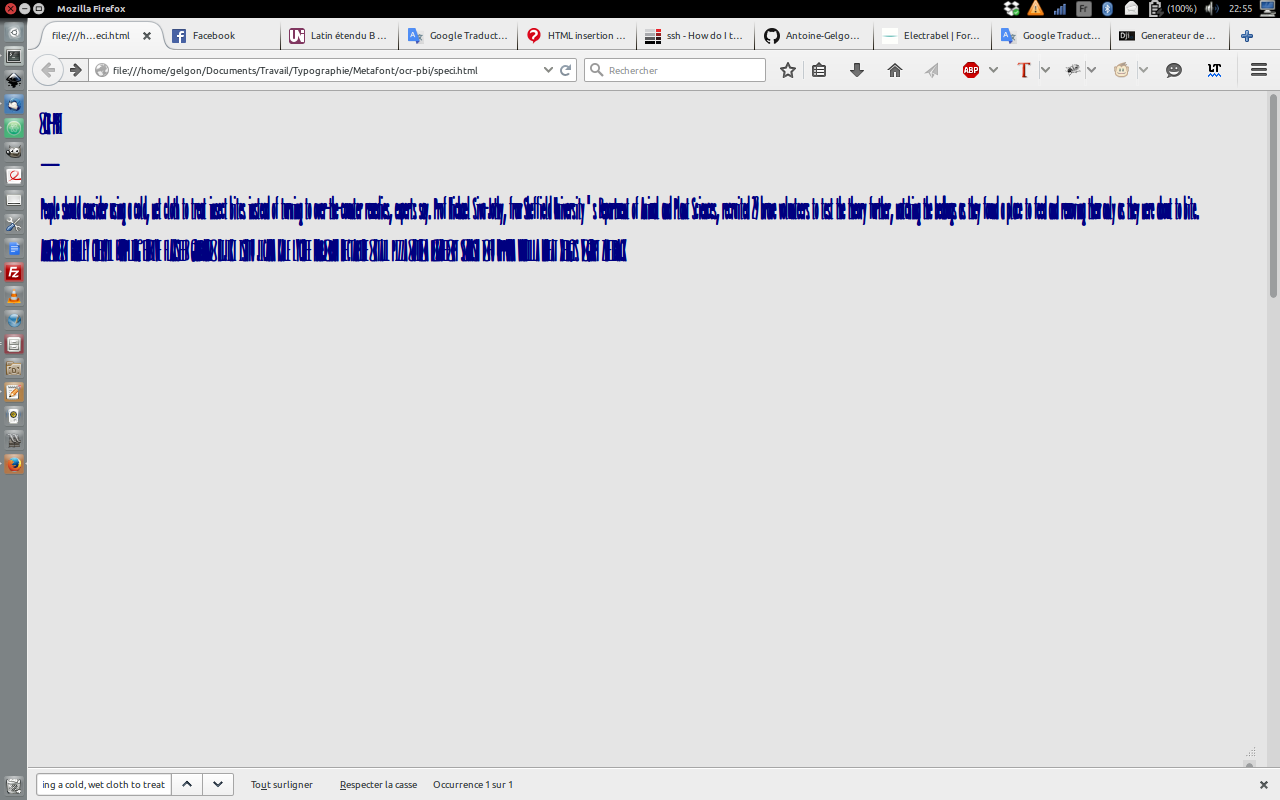 Mozilla Firefox
Fr
(100%)
22:55
file:///h...eci.html
Facebook
Latin étendu B ...
Google Traduct...
HTML insertion ...
ssh - How do I t...
Antoine-Gelgo...
Electrabel | For...
Google Traduct...
Generateur de ...
file:///home/gelgon/Documents/Travail/Typographie/Metafont/ocr-pbi/speci.html
Rechercher
ABP
People should consider using a cold, wet cloth to treat insect bites instead of turning to over-the-counter remedies, experts say. Prof Michael Siva-Jothy, from Sheffield University ' s Department of Animal and Plant Sciences, recruited 29 brave volunteers to test the theory further, watching the bedbugs as they found a place to feed and removing them only as they were about to bite.
ing a cold, wet cloth to treat
Tout surligner
Respecter la casse
Occurrence 1 sur 1